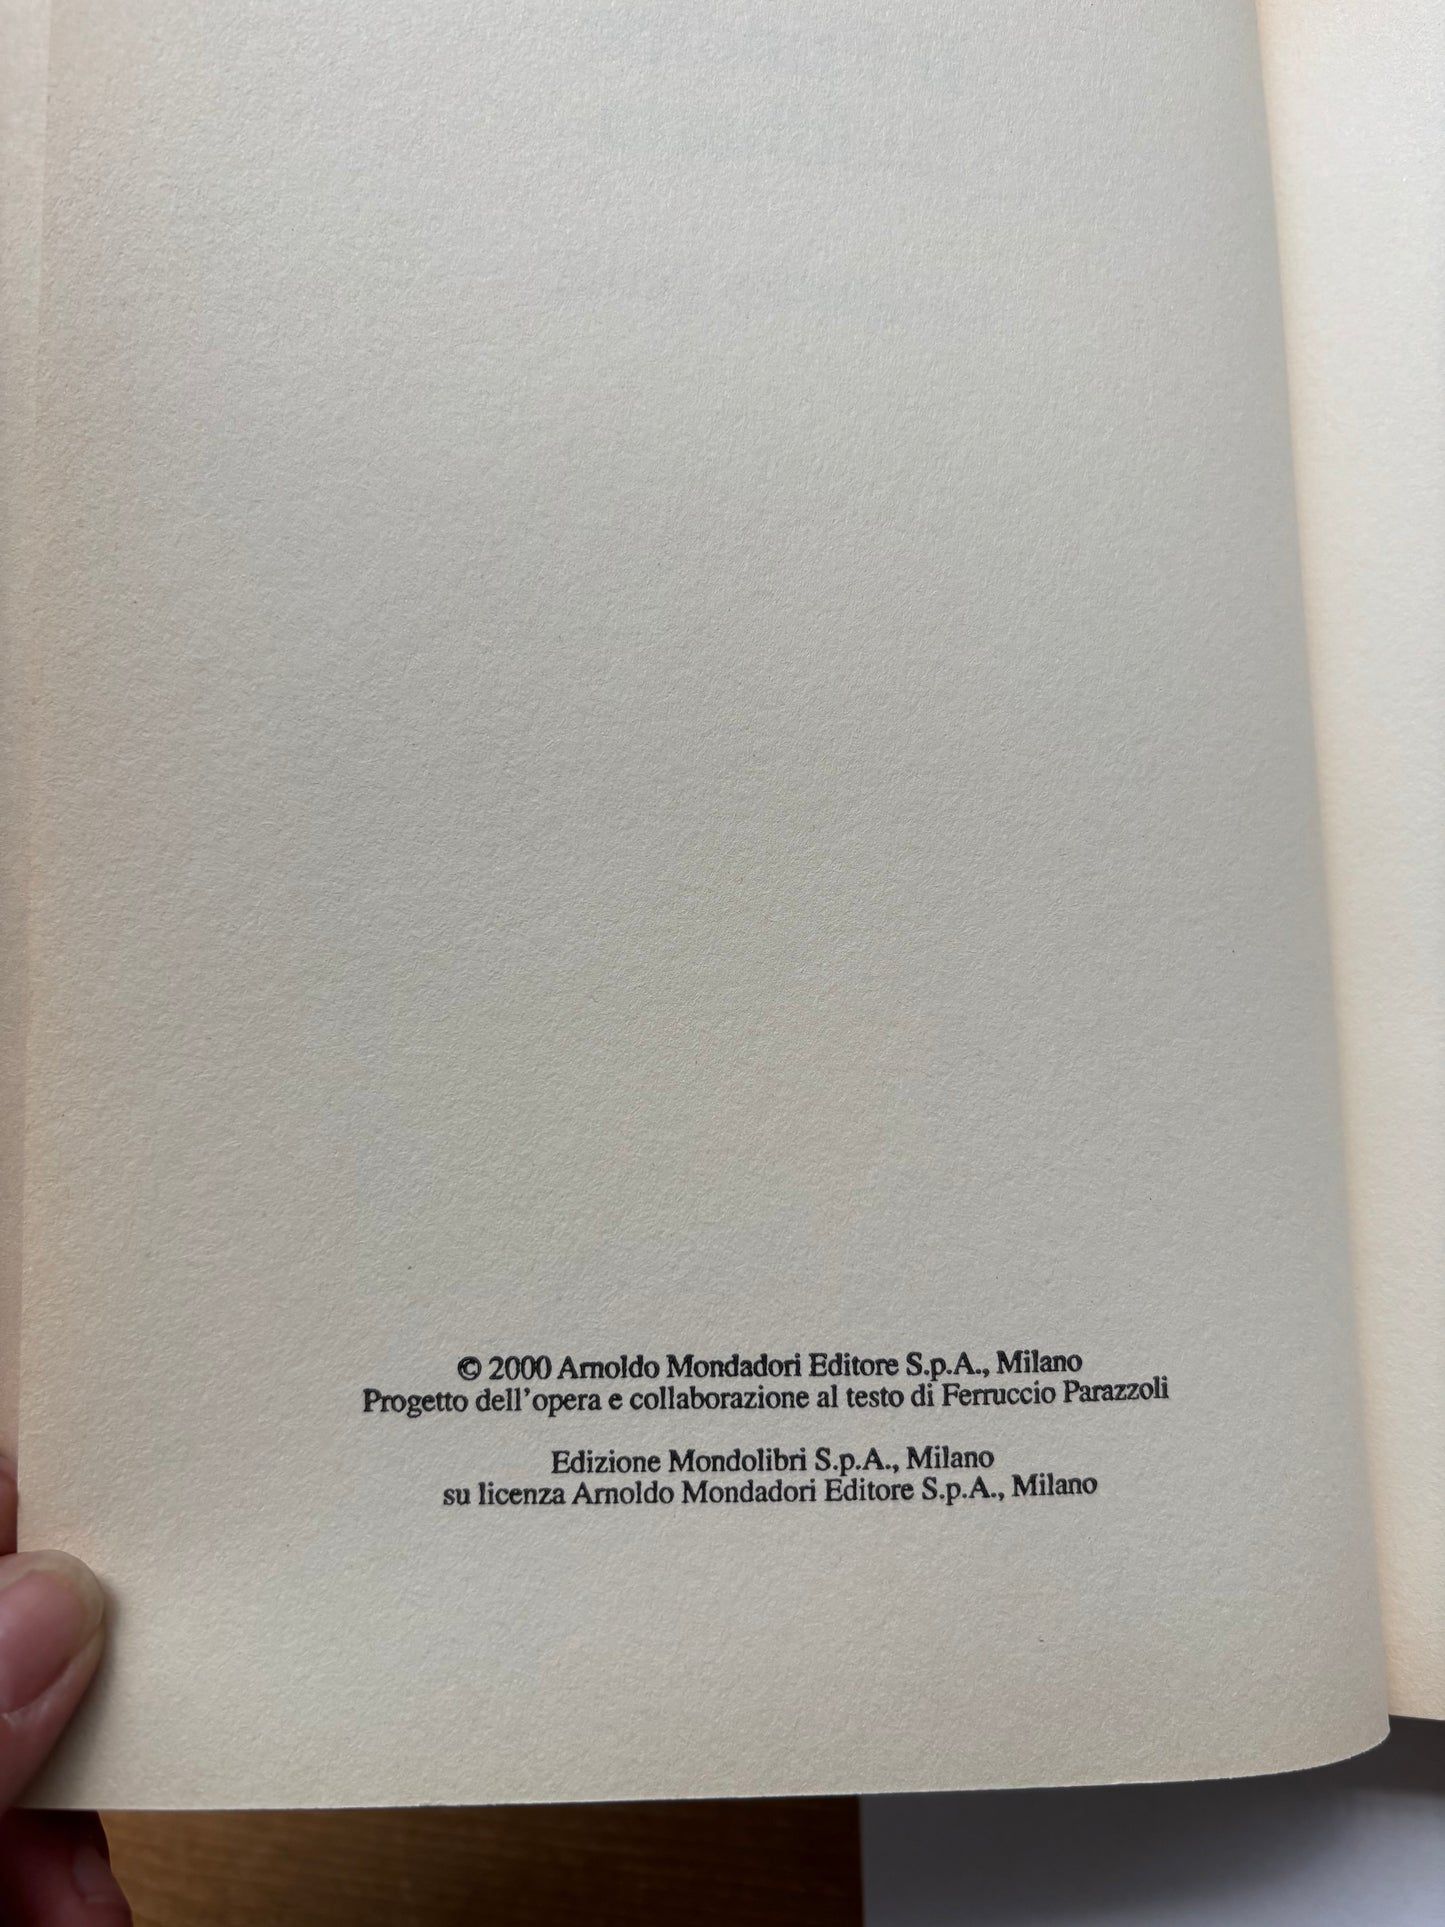 © 2000 Arnoldo Mondadori Editore S.p.A., Milano
Progetto dell'opera e collaborazione al testo di Ferruccio Parazzoli
Edizione Mondolibri S.p.A., Milano
su licenza Arnoldo Mondadori Editore S.p.A., Milano